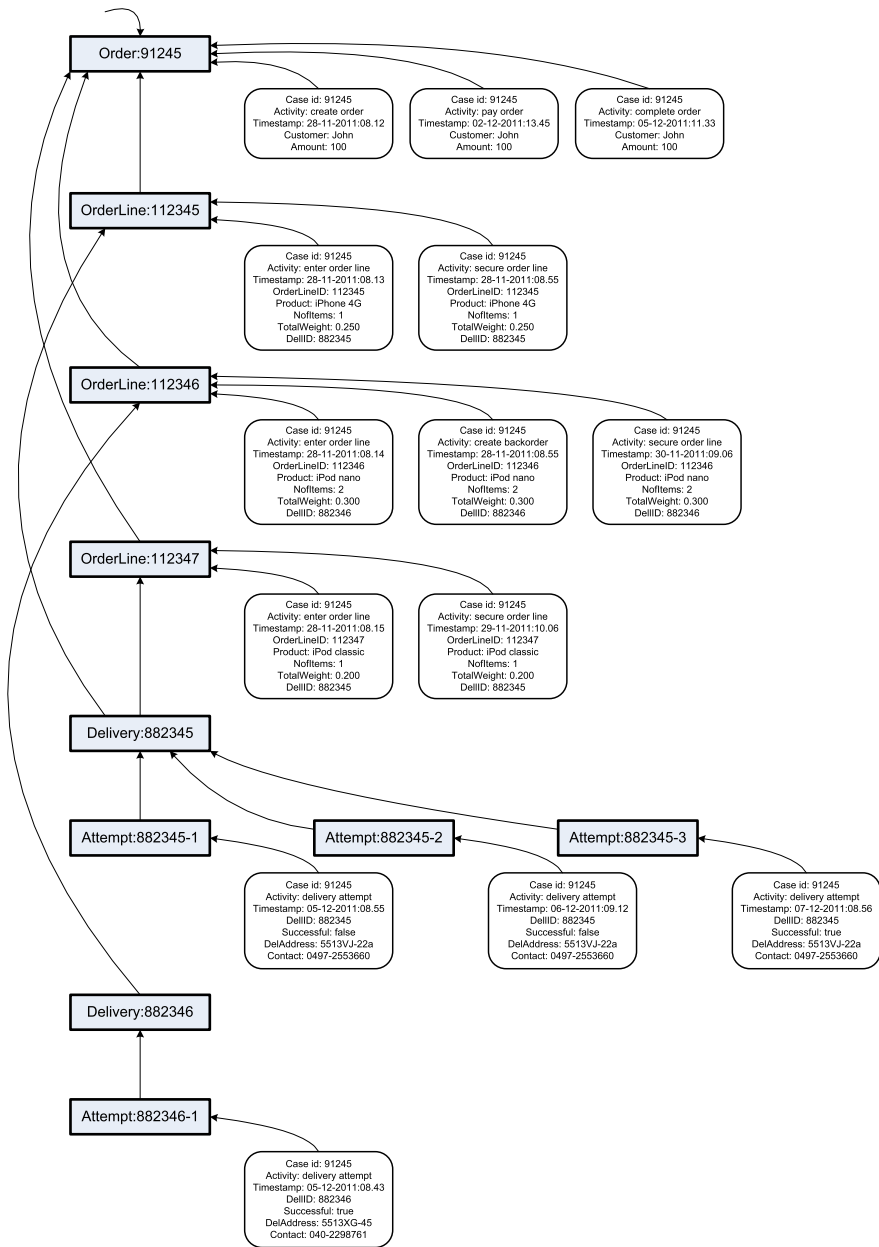 Order:91245
Case id: 91245
Activity: create order
Timestamp: 28-11-2011:08.12
Customer: John
Amount: 100
Case id: 91245
Activity: pay order
Timestamp: 02-12-2011:13.45
Customer: John
Amount: 100
Case id: 91245
Activity: complete order
Timestamp: 05-12-2011:11.33
Customer: John
Amount: 100
OrderLine:112345
Case id: 91245
Activity: enter order line
Timestamp: 28-11-2011:08.13
OrderLineID: 112345
Product: iPhone 4G
NofItems: 1
TotalWeight: 0.250
DellID: 882345
Case id: 91245
Activity: secure order line
Timestamp: 28-11-2011:08.55
OrderLineID: 112345
Product: iPhone 4G
NofItems: 1
TotalWeight: 0.250
DellID: 882345
OrderLine:112346
Case id: 91245
Activity: enter order line
Timestamp: 28-11-2011:08.14
OrderLineID: 112346
Product: iPod nano
NofItems: 2
TotalWeight: 0.300
DellID: 882346
Case id: 91245
Activity: create backorder
Timestamp: 28-11-2011:08.55
OrderLineID: 112346
Product: iPod nano
NofItems: 2
TotalWeight: 0.300
DellID: 882346
Case id: 91245
Activity: secure order line
Timestamp: 30-11-2011:09.06
OrderLineID: 112346
Product: iPod nano
NofItems: 2
TotalWeight: 0.300
DellID: 882346
OrderLine:112347
Case id: 91245
Activity: enter order line
Timestamp: 28-11-2011:08.15
OrderLineID: 112347
Product: iPod classic
NofItems: 1
TotalWeight: 0.200
DellID: 882345
Case id: 91245
Activity: secure order line
Timestamp: 29-11-2011:10.06
OrderLineID: 112347
Product: iPod classic
NofItems: 1
TotalWeight: 0.200
DellID: 882345
Delivery:882345
Attempt:882345-1
Attempt:882345-2
Attempt:882345-3
Case id: 91245
Activity: delivery attempt
Timestamp: 05-12-2011:08.55
DellID: 882345
Successful: false
DelAddress: 5513VJ-22a
Contact: 0497-2553660
Case id: 91245
Activity: delivery attempt
Timestamp: 06-12-2011:09.12
DellID: 882345
Successful: false
DelAddress: 5513VJ-22a
Contact: 0497-2553660
Case id: 91245
Activity: delivery attempt
Timestamp: 07-12-2011:08.56
DellID: 882345
Successful: true
DelAddress: 5513VJ-22a
Contact: 0497-2553660
Delivery:882346
Attempt:882346-1
Case id: 91245
Activity: delivery attempt
Timestamp: 05-12-2011:08.43
DellID: 882346
Successful: true
DelAddress: 5513XG-45
Contact: 040-2298761